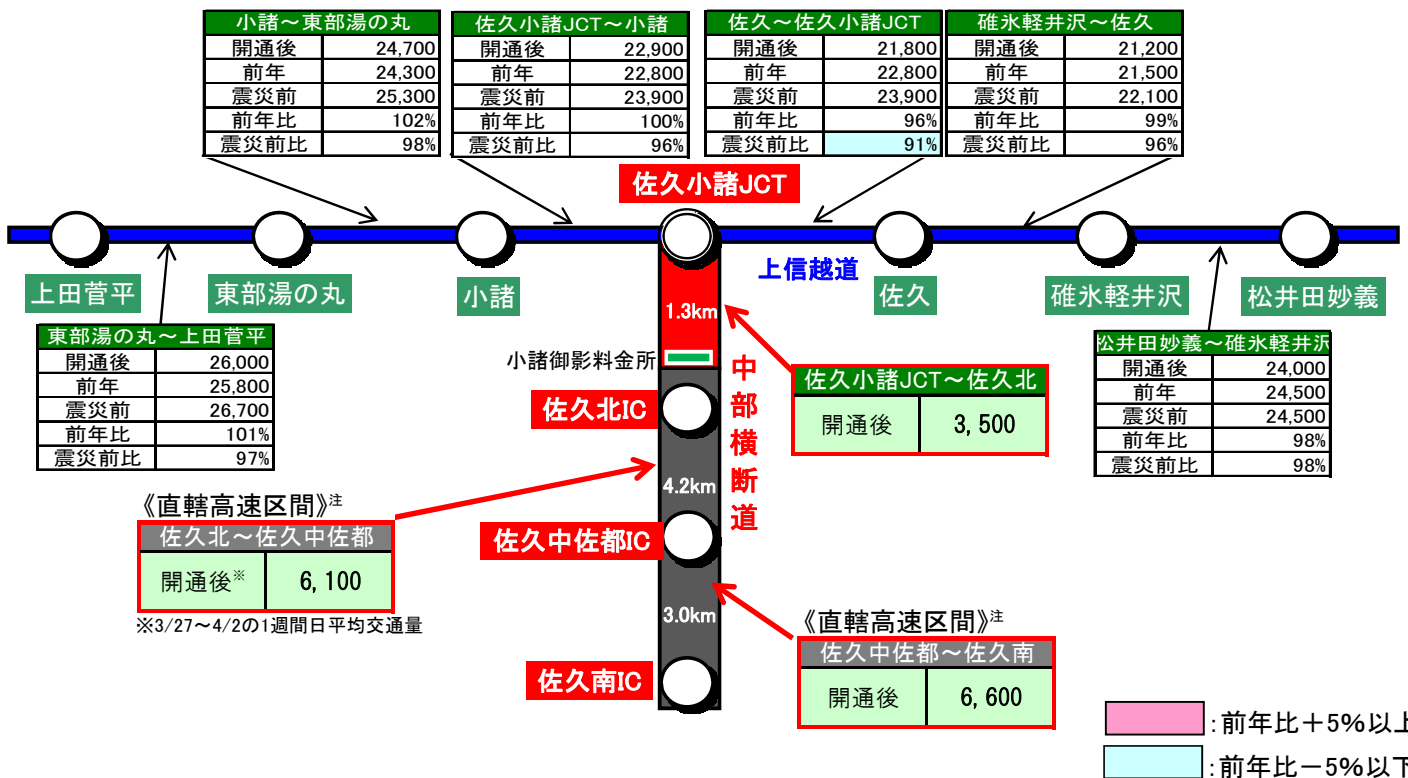 小諸～東部湯の丸
開通後 24,700
前年 24,300
震災前 25,300
前年比 102%
震災前比 98%
佐久小諸JCT～小諸
開通後 22,900
前年 22,800
震災前 23,900
前年比 100%
震災前比 96%
佐久～佐久小諸JCT
開通後 21,800
前年 22,800
震災前 23,900
前年比 96%
震災前比 91%
碓氷軽井沢～佐久
開通後 21,200
前年 21,500
震災前 22,100
前年比 99%
震災前比 96%
佐久小諸JCT
上信越道
上田菅平
東部湯の丸
小諸
佐久
碓氷軽井沢
松井田妙義
東部湯の丸～上田菅平
開通後 26,000
前年 25,800
震災前 26,700
前年比 101%
震災前比 97%
1.3km
小諸御影料金所
中部横断道
佐久小諸JCT～佐久北
開通後 3,500
松井田妙義～碓氷軽井沢
開通後 24,000
前年 24,500
震災前 24,500
前年比 98%
震災前比 98%
佐久北IC
4.2km
《直轄高速区間》注
佐久北～佐久中佐都
開通後※ 6,100
※3/27～4/2の1週間日平均交通量
佐久中佐都IC
3.0km
《直轄高速区間》注
佐久中佐都～佐久南
開通後 6,600
佐久南IC
:前年比＋5%以上
:前年比－5%以下